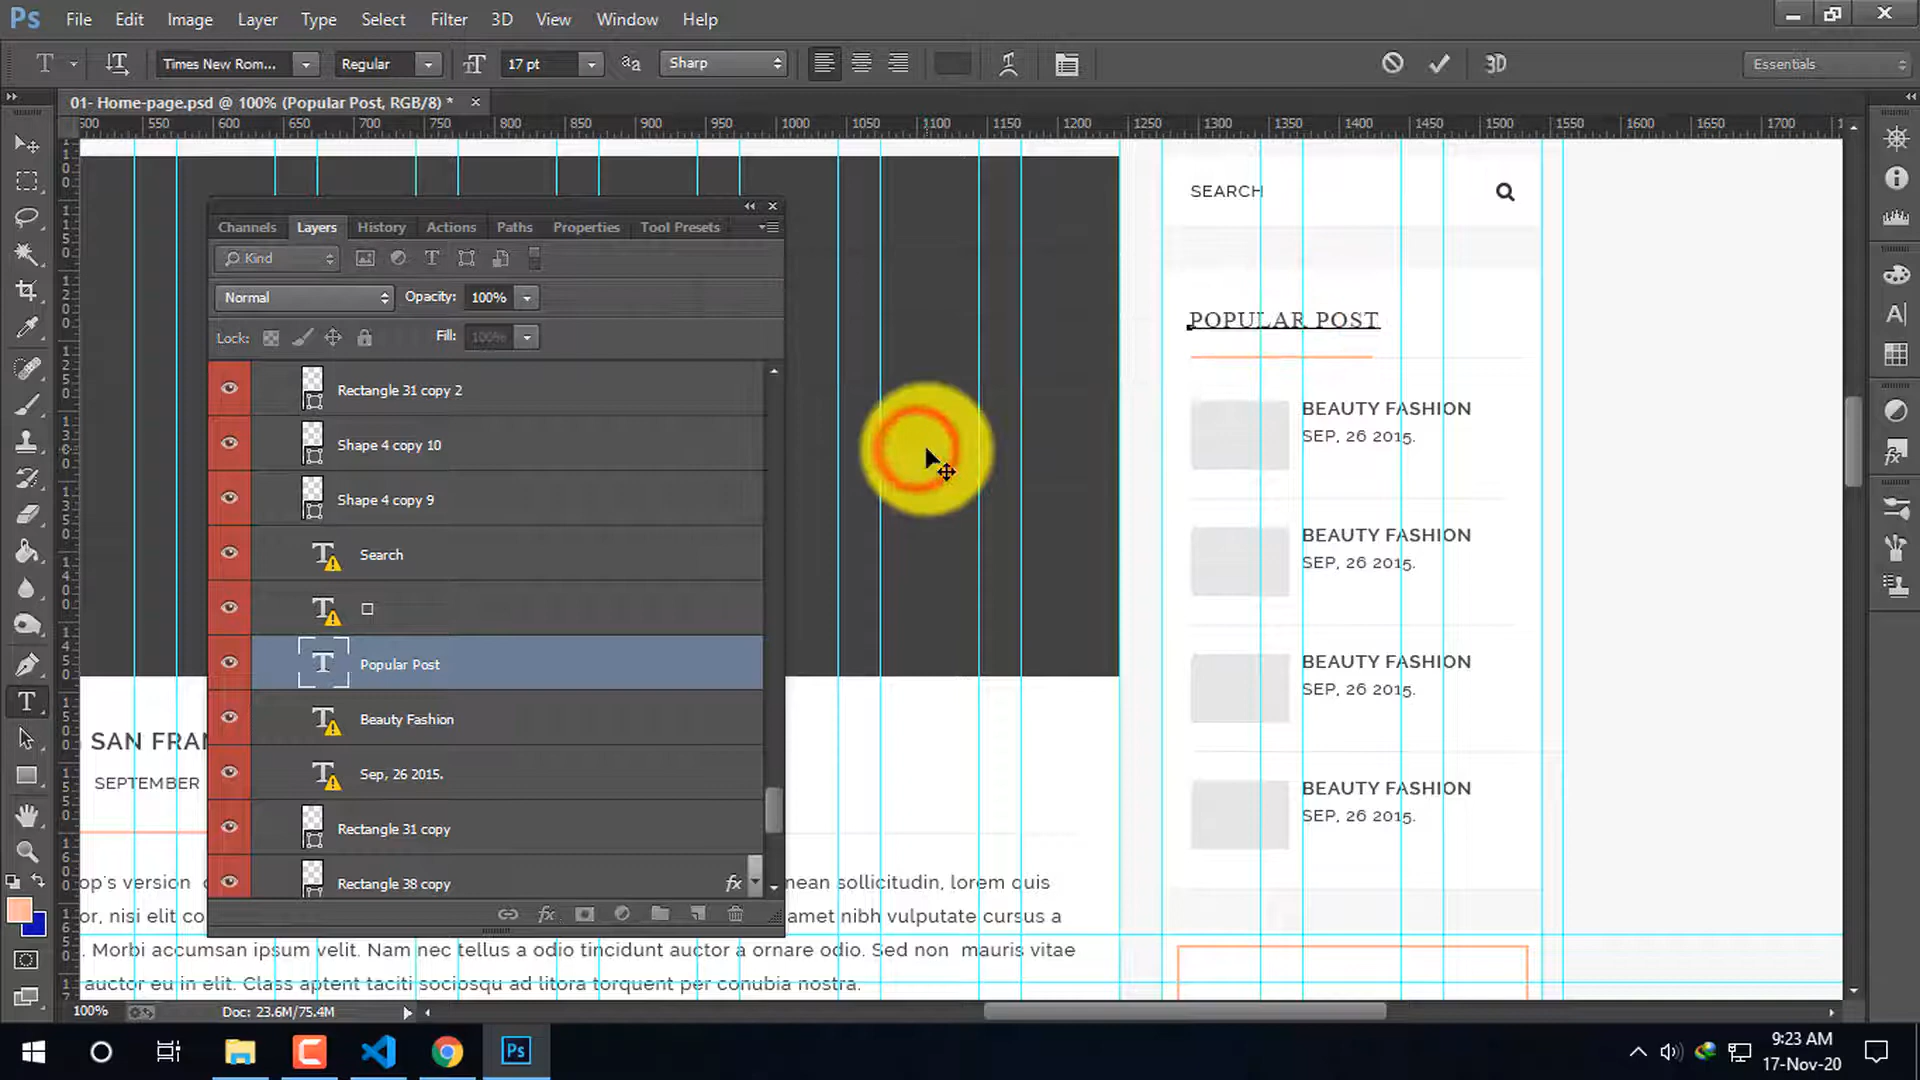 Ps File Edit Image Layer Type Select Filter 3D View Window Help
T Times New Rom... Regular 17 pt aa Sharp 3D Essentials
01- Home-page.psd @ 100% (Popular Post, RGB/8) *
550 600 650 700 750 800 850 900 950 1000 1050 1100 1150 1200 1250 1300 1350 1400 1450 1500 1550 1600 1650 1700 1750
SEARCH
Channels Layers History Actions Paths Properties Tool Presets
Kind
Normal Opacity: 100%
Lock: Fill: 100%
Rectangle 31 copy 2
Shape 4 copy 10
Shape 4 copy 9
Search
Popular Post
Beauty Fashion
Sep, 26 2015.
Rectangle 31 copy
Rectangle 38 copy fx
POPULAR POST
BEAUTY FASHION
SEP, 26 2015.
BEAUTY FASHION
SEP, 26 2015.
BEAUTY FASHION
SEP, 26 2015.
BEAUTY FASHION
SEP, 26 2015.
SAN FRAN
SEPTEMBER
op's version nean sollicitudin, lorem quis
or, nisi elit co amet nibh vulputate cursus a
. Morbi accumsan ipsum velit. Nam nec tellus a odio tincidunt auctor a ornare odio. Sed non mauris vitae
auctor eu in elit. Class aptent taciti sociosqu ad litora torquent per conubia nostra.
100% Doc: 23.6M/75.4M
9:23 AM
17-Nov-20